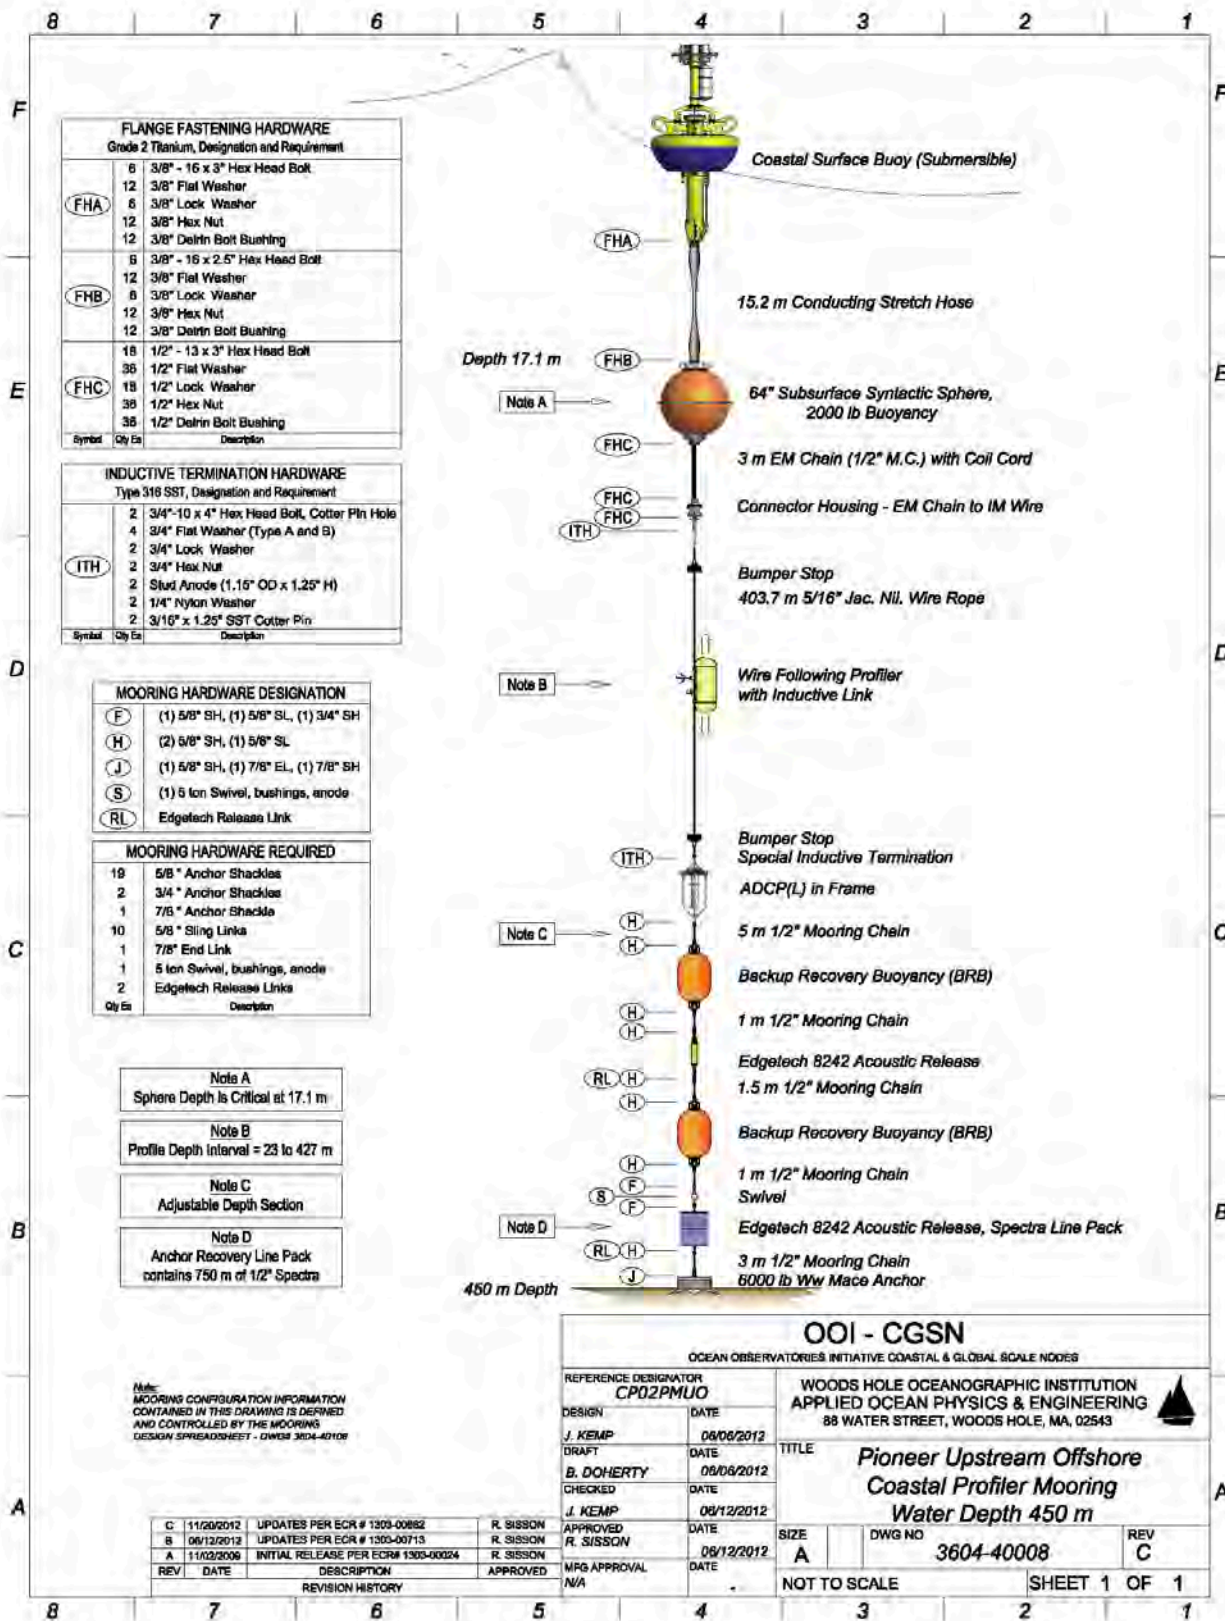 8 7 6 5 4 3 2 1
F
FLANGE FASTENING HARDWARE
Grade 2 Titanium, Designation and Requirement
FHA
6 3/8" - 16 x 3" Hex Head Bolt
12 3/8" Flat Washer
6 3/8" Lock Washer
12 3/8" Hex Nut
12 3/8" Delrin Bolt Bushing
FHB
6 3/8" - 16 x 2.5" Hex Head Bolt
12 3/8" Flat Washer
6 3/8" Lock Washer
12 3/8" Hex Nut
12 3/8" Delrin Bolt Bushing
FHC
18 1/2" - 13 x 3" Hex Head Bolt
36 1/2" Flat Washer
18 1/2" Lock Washer
36 1/2" Hex Nut
36 1/2" Delrin Bolt Bushing
Symbol Qty Ea Description
E
INDUCTIVE TERMINATION HARDWARE
Type 316 SST, Designation and Requirement
ITH
2 3/4"-10 x 4" Hex Head Bolt, Cotter Pin Hole
4 3/4" Flat Washer (Type A and B)
2 3/4" Lock Washer
2 3/4" Hex Nut
2 Stud Anode (1.15" OD x 1.25" H)
2 1/4" Nylon Washer
2 3/16" x 1.25" SST Cotter Pin
Symbol Qty Ea Description
D
MOORING HARDWARE DESIGNATION
F (1) 5/8" SH, (1) 5/8" SL, (1) 3/4" SH
H (2) 5/8" SH, (1) 5/8" SL
J (1) 5/8" SH, (1) 7/8" EL, (1) 7/8" SH
S (1) 5 ton Swivel, bushings, anode
RL Edgetech Release Link
MOORING HARDWARE REQUIRED
19 5/8 " Anchor Shackles
2 3/4 " Anchor Shackles
1 7/8 " Anchor Shackle
10 5/8 " Sling Links
1 7/8" End Link
1 5 ton Swivel, bushings, anode
2 Edgetech Release Links
Qty Ea Description
C
Note A
Sphere Depth is Critical at 17.1 m
Note B
Profile Depth Interval = 23 to 427 m
Note C
Adjustable Depth Section
Note D
Anchor Recovery Line Pack
contains 750 m of 1/2" Spectra
B
Note:
MOORING CONFIGURATION INFORMATION
CONTAINED IN THIS DRAWING IS DEFINED
AND CONTROLLED BY THE MOORING
DESIGN SPREADSHEET - DWG# 3604-40108
A
Coastal Surface Buoy (Submersible)
FHA
15.2 m Conducting Stretch Hose
Depth 17.1 m FHB
Note A
64" Subsurface Syntactic Sphere,
2000 lb Buoyancy
FHC
3 m EM Chain (1/2" M.C.) with Coil Cord
FHC
FHC
Connector Housing - EM Chain to IM Wire
ITH
Bumper Stop
403.7 m 5/16" Jac. Nil. Wire Rope
Note B
Wire Following Profiler
with Inductive Link
Bumper Stop
ITH Special Inductive Termination
ADCP(L) in Frame
H
Note C 5 m 1/2" Mooring Chain
H
Backup Recovery Buoyancy (BRB)
H
1 m 1/2" Mooring Chain
H
Edgetech 8242 Acoustic Release
RL H
1.5 m 1/2" Mooring Chain
H
Backup Recovery Buoyancy (BRB)
H
1 m 1/2" Mooring Chain
F
S Swivel
F
Note D Edgetech 8242 Acoustic Release, Spectra Line Pack
RL H
3 m 1/2" Mooring Chain
J 6000 lb Ww Mace Anchor
450 m Depth
F
E
D
C
B
A
OOI - CGSN
OCEAN OBSERVATORIES INITIATIVE COASTAL & GLOBAL SCALE NODES
REFERENCE DESIGNATOR
CP02PMUO
WOODS HOLE OCEANOGRAPHIC INSTITUTION
APPLIED OCEAN PHYSICS & ENGINEERING
86 WATER STREET, WOODS HOLE, MA, 02543
DESIGN DATE
J. KEMP 06/06/2012
DRAFT DATE
B. DOHERTY 06/06/2012
CHECKED DATE
J. KEMP 06/12/2012
APPROVED DATE
R. SISSON 06/12/2012
MFG APPROVAL DATE
N/A .
TITLE
Pioneer Upstream Offshore
Coastal Profiler Mooring
Water Depth 450 m
SIZE A
DWG NO 3604-40008
REV C
NOT TO SCALE SHEET 1 OF 1
C 11/20/2012 UPDATES PER ECR # 1303-00862 R. SISSON
B 06/12/2012 UPDATES PER ECR # 1303-00713 R. SISSON
A 11/02/2009 INITIAL RELEASE PER ECR# 1303-00024 R. SISSON
REV DATE DESCRIPTION APPROVED
REVISION HISTORY
8 7 6 5 4 3 2 1